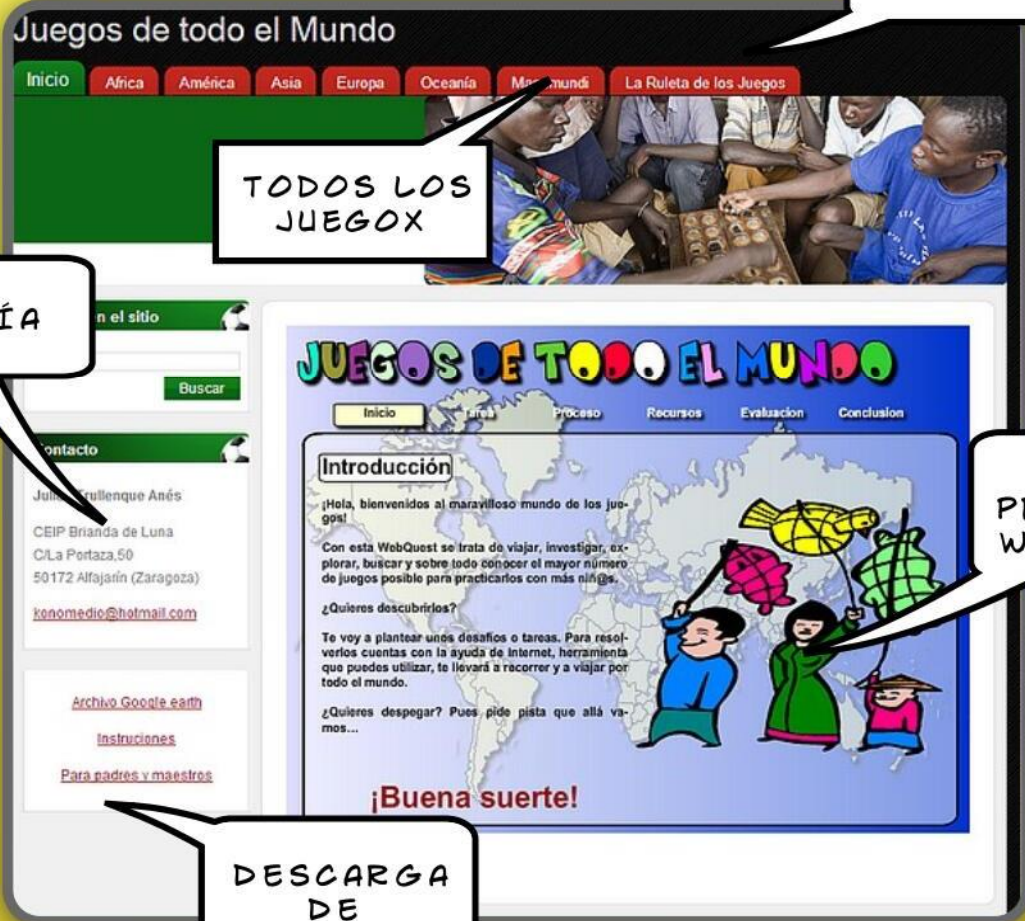 Juegos de todo el Mundo
Inicio Africa América Asia Europa Oceanía La Ruleta de los Juegos
TODOS LOS
JUEGOX
en el sitio
Buscar
Contacto
Trullenque Anés
CEIP Brianda de Luna
C/La Portaza,50
50172 Alfajarín (Zaragoza)
konomedio@hotmail.com
Archivo Google earth
Instruciones
Para padres y maestros
DESCARGA
DE
JUEGOS DE TODO EL MUNDO
Inicio Tarea Proceso Recursos Evaluacion Conclusion
Introducción
¡Hola, bienvenidos al maravilloso mundo de los jue-
gos!
Con esta WebQuest se trata de viajar, investigar, ex-
plorar, buscar y sobre todo conocer el mayor número
de juegos posible para practicarlos con más niñ@s.
¿Quieres descubrirlos?
Te voy a plantear unos desafíos o tareas. Para resol-
verlos cuentas con la ayuda de Internet, herramienta
que puedes utilizar, te llevará a recorrer y a viajar por
todo el mundo.
¿Quieres despegar? Pues pide pista que allá va-
mos...
¡Buena suerte!